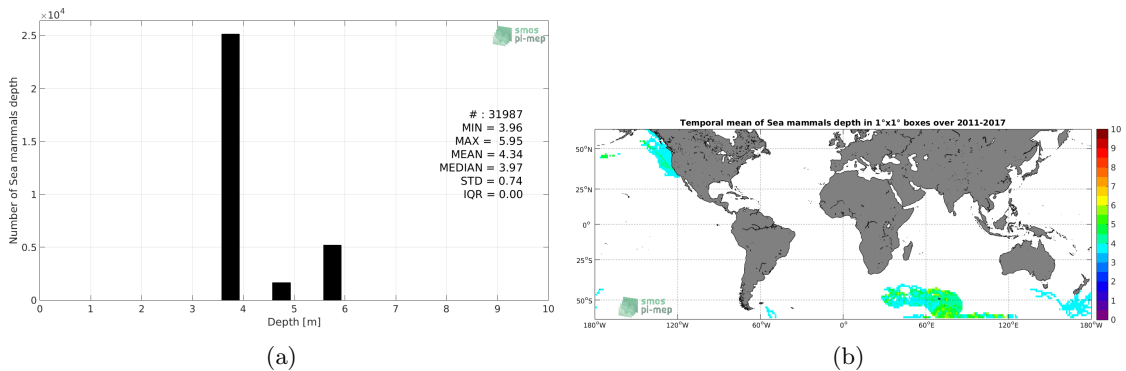 ×10⁴
2.5
2
1.5
1
0.5
0
0 1 2 3 4 5 6 7 8 9 10
Number of Sea mammals depth
Depth [m]
smos
pi-mep
# : 31987
MIN = 3.96
MAX = 5.95
MEAN = 4.34
MEDIAN = 3.97
STD = 0.74
IQR = 0.00
(a)
Temporal mean of Sea mammals depth in 1°x1° boxes over 2011-2017
50°N
25°N
0°
25°S
50°S
180°W 120°W 60°W 0° 60°E 120°E 180°W
smos
pi-mep
10
9
8
7
6
5
4
3
2
1
0
(b)